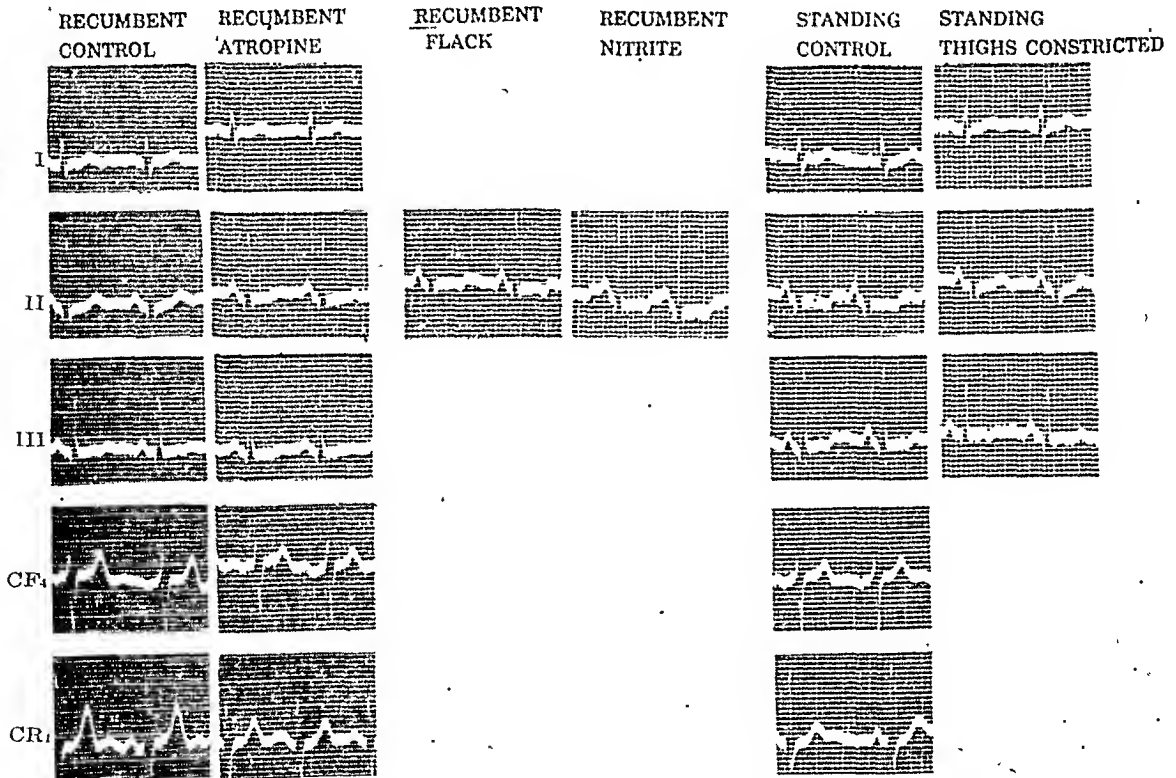 RECUMBENT CONTROL
RECUMBENT ATROPINE
RECUMBENT FLACK
RECUMBENT NITRITE
STANDING CONTROL
STANDING THIGHS CONSTRICTED
I
II
III
CF4
CR1